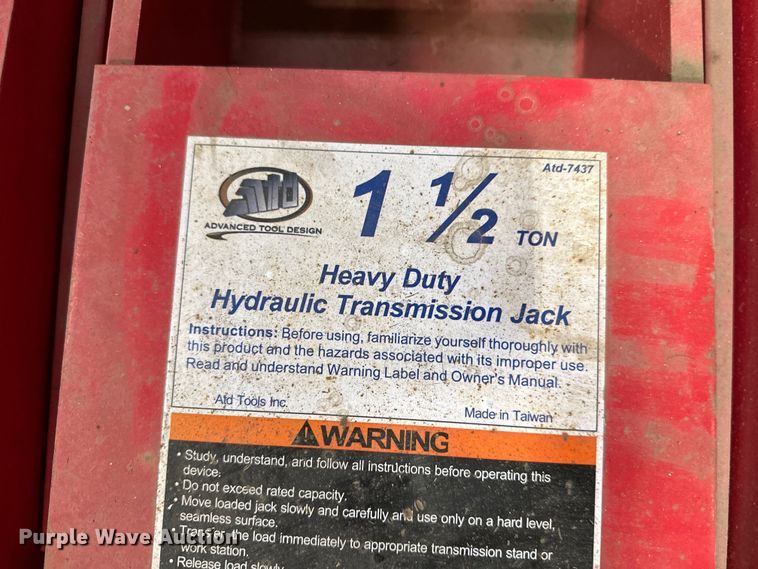 Atd-7437
ATD
ADVANCED TOOL DESIGN
1 ½ TON
Heavy Duty
Hydraulic Transmission Jack
Instructions: Before using, familiarize yourself thoroughly with
this product and the hazards associated with its improper use.
Read and understand Warning Label and Owner's Manual.
Atd Tools Inc.
Made in Taiwan
WARNING
• Study, understand, and follow all instructions before operating this
device.
• Do not exceed rated capacity.
• Move loaded jack slowly and carefully and use only on a hard level,
seamless surface.
• Transfer the load immediately to appropriate transmission stand or
work station.
• Release load slowly
Purple Wave Auction